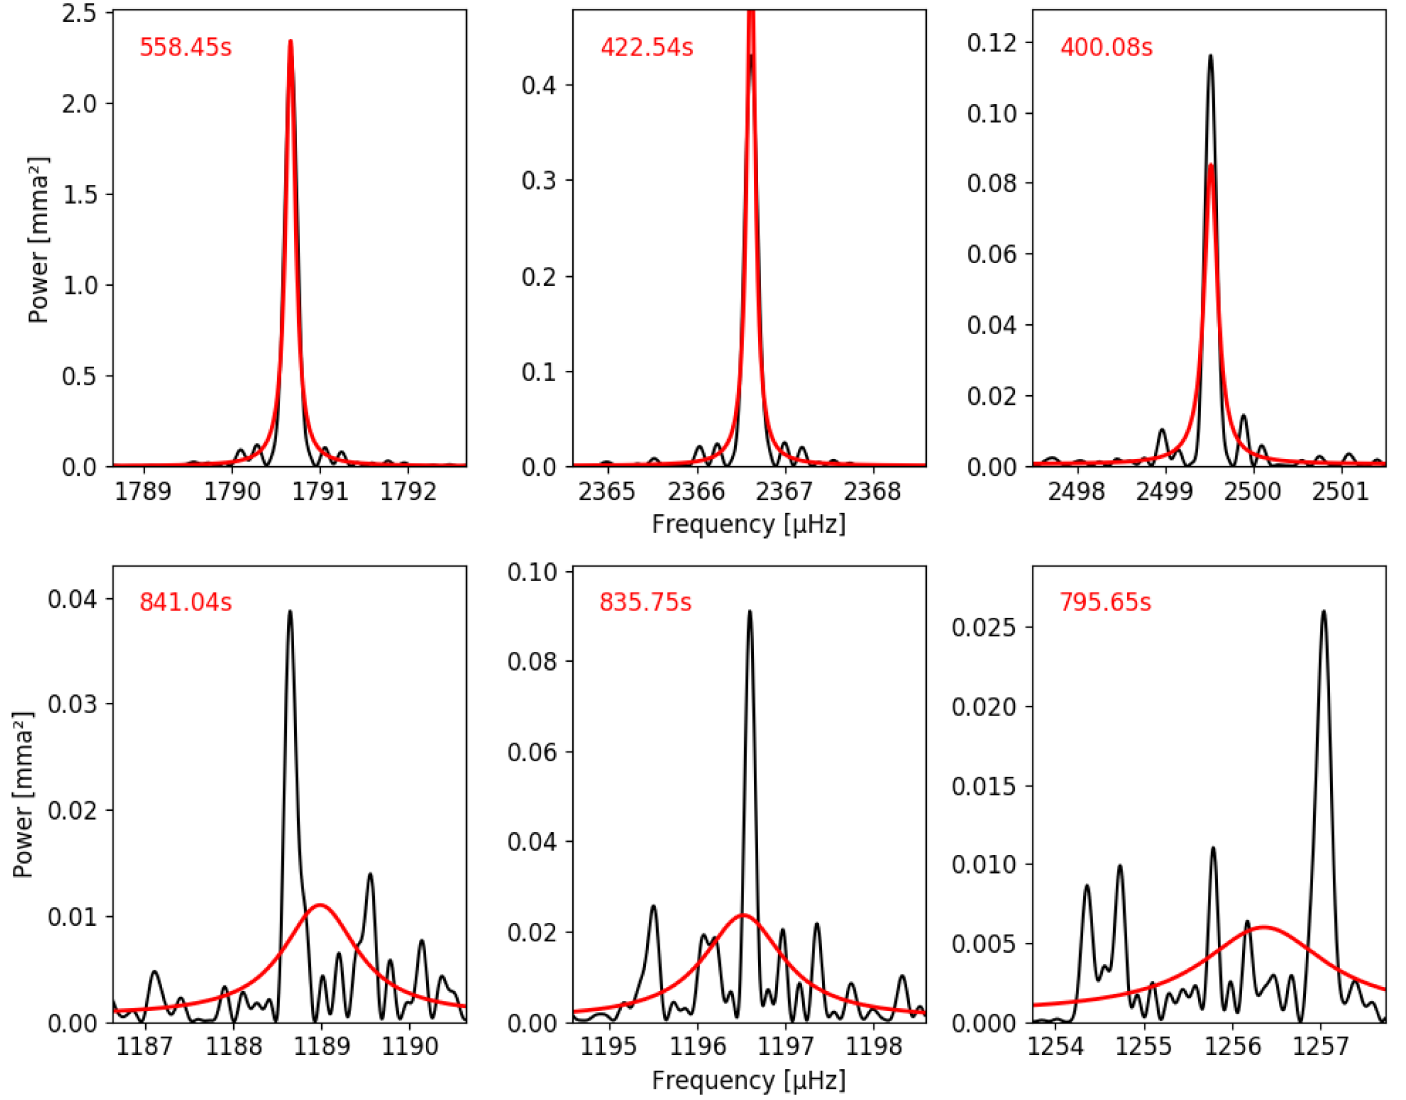 558.45s
422.54s
400.08s
Power [mma²]
2.5
2.0
1.5
1.0
0.5
0.0
0.4
0.3
0.2
0.1
0.0
0.12
0.10
0.08
0.06
0.04
0.02
0.00
1789 1790 1791 1792
2365 2366 2367 2368
2498 2499 2500 2501
Frequency [µHz]
841.04s
835.75s
795.65s
Power [mma²]
0.04
0.03
0.02
0.01
0.00
0.10
0.08
0.06
0.04
0.02
0.00
0.025
0.020
0.015
0.010
0.005
0.000
1187 1188 1189 1190
1195 1196 1197 1198
1254 1255 1256 1257
Frequency [µHz]